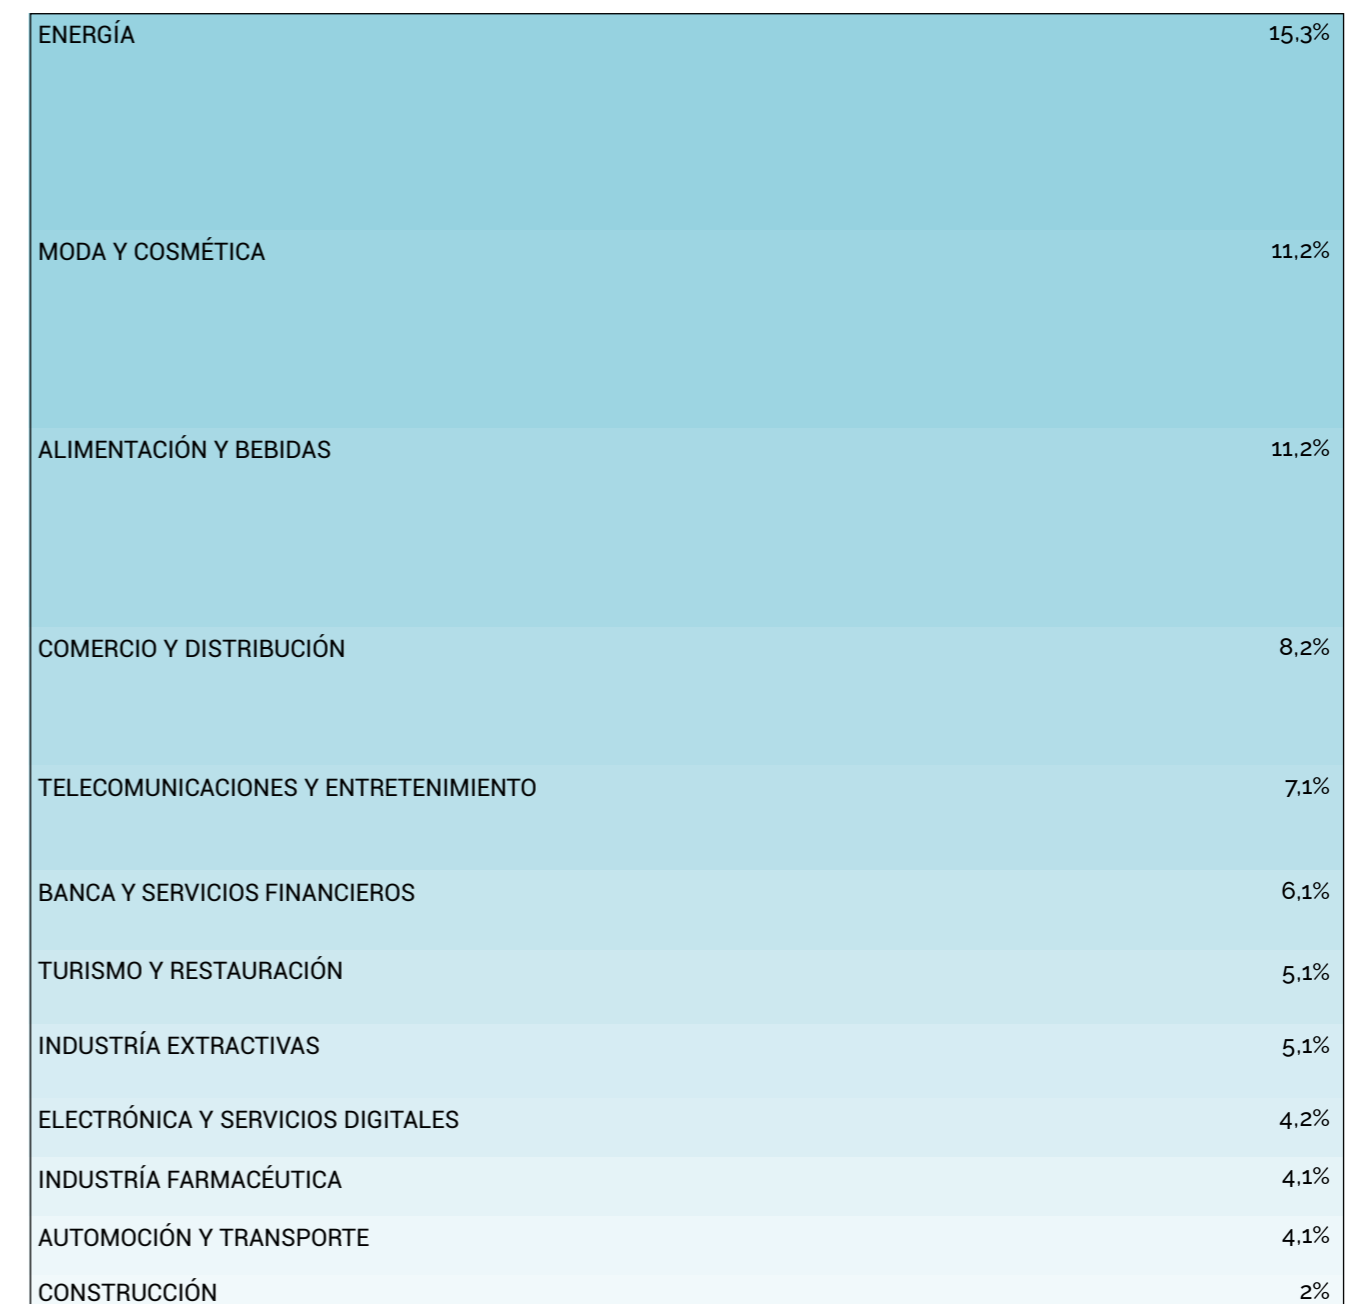 ENERGÍA 15,3%
MODA Y COSMÉTICA 11,2%
ALIMENTACIÓN Y BEBIDAS 11,2%
COMERCIO Y DISTRIBUCIÓN 8,2%
TELECOMUNICACIONES Y ENTRETENIMIENTO 7,1%
BANCA Y SERVICIOS FINANCIEROS 6,1%
TURISMO Y RESTAURACIÓN 5,1%
INDUSTRÍA EXTRACTIVAS 5,1%
ELECTRÓNICA Y SERVICIOS DIGITALES 4,2%
INDUSTRÍA FARMACÉUTICA 4,1%
AUTOMOCIÓN Y TRANSPORTE 4,1%
CONSTRUCCIÓN 2%